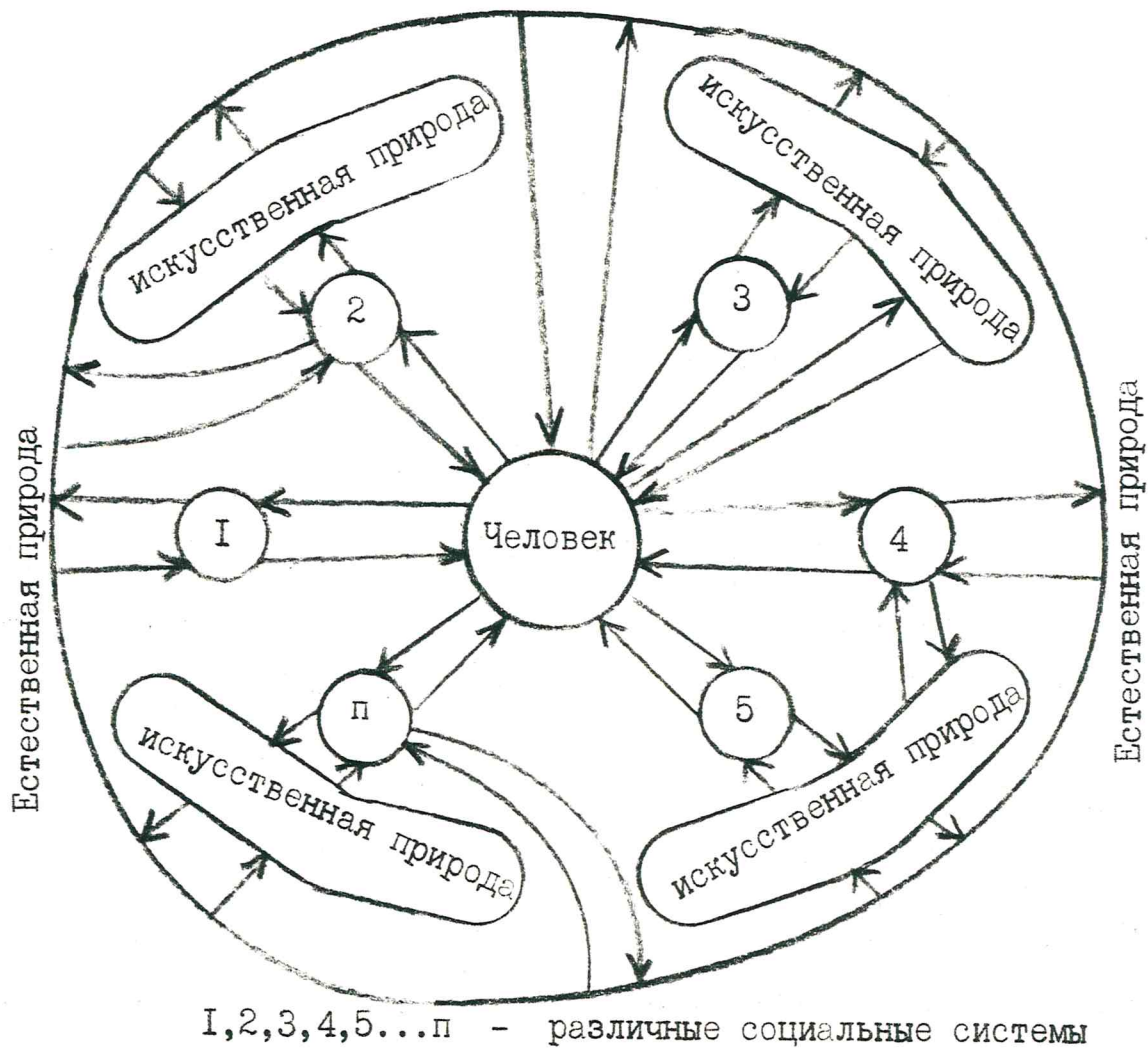 искусственная природа
искусственная природа
2
3
Естественная природа
I
Человек
4
Естественная природа
п
5
искусственная природа
искусственная природа
I,2,3,4,5...п - различные социальные системы